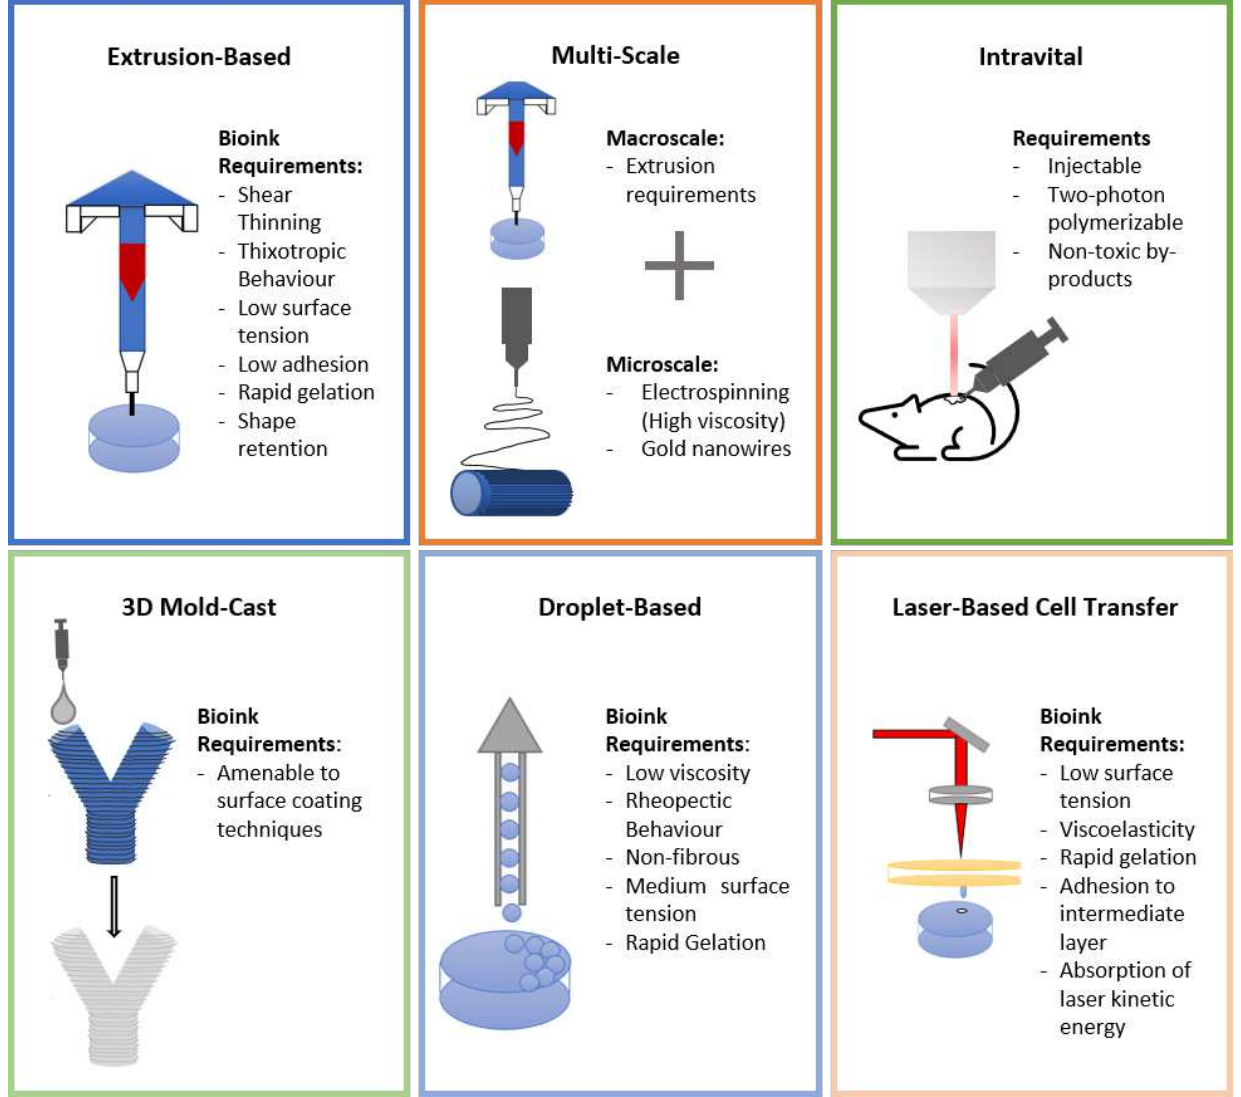 Extrusion-Based
Bioink
Requirements:
- Shear
Thinning
- Thixotropic
Behaviour
- Low surface
tension
- Low adhesion
- Rapid gelation
- Shape
retention
Multi-Scale
Macroscale:
- Extrusion
requirements
Microscale:
- Electrospinning
(High viscosity)
- Gold nanowires
Intravital
Requirements
- Injectable
- Two-photon
polymerizable
- Non-toxic by-
products
3D Mold-Cast
Bioink
Requirements:
- Amenable to
surface coating
techniques
Droplet-Based
Bioink
Requirements:
- Low viscosity
- Rheopectic
Behaviour
- Non-fibrous
- Medium surface
tension
- Rapid Gelation
Laser-Based Cell Transfer
Bioink
Requirements:
- Low surface
tension
- Viscoelasticity
- Rapid gelation
- Adhesion to
intermediate
layer
- Absorption of
laser kinetic
energy